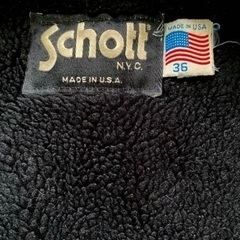 Schott
N.Y.C.
MADE IN U.S.A.
MADE IN USA
36